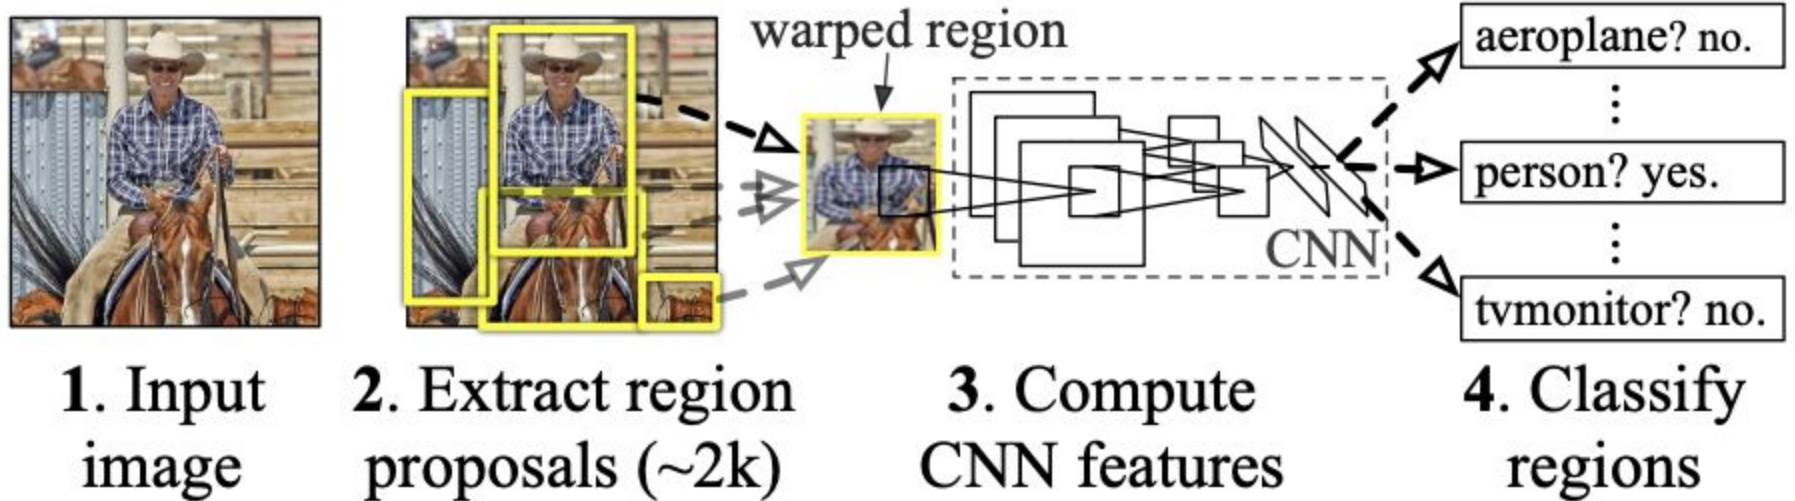 warped region
aeroplane? no.
person? yes.
CNN
tvmonitor? no.
1. Input
image
2. Extract region
proposals (~2k)
3. Compute
CNN features
4. Classify
regions